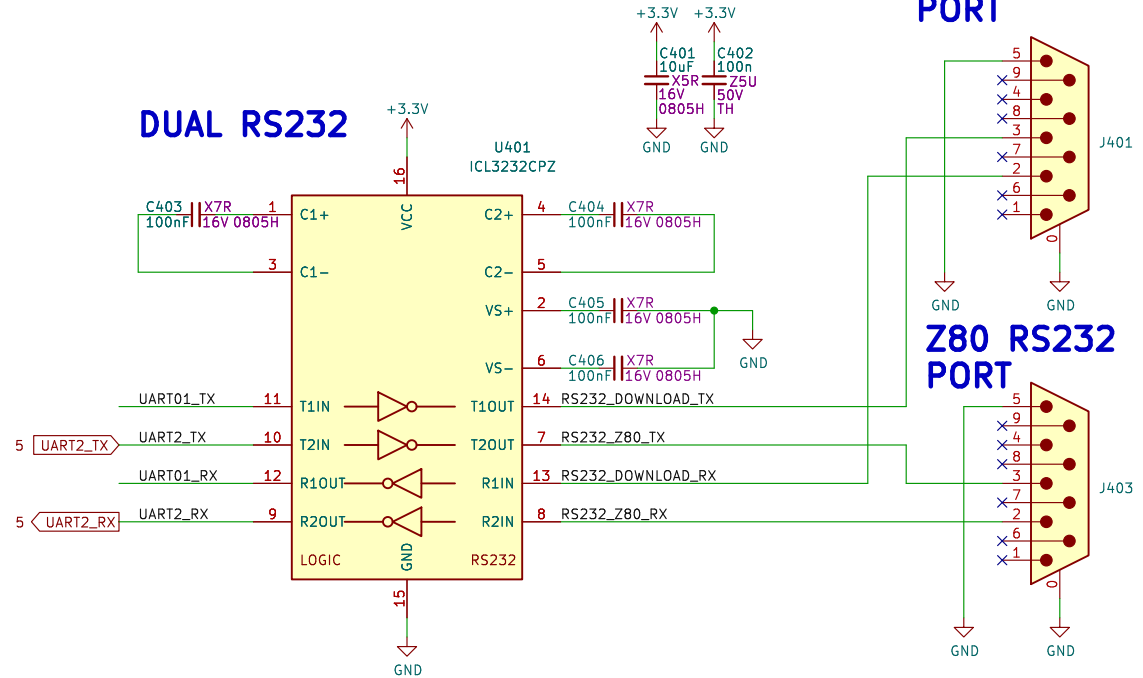 PORT
+3.3V
+3.3V
C401
10uF
X5R
16V
0805H
GND
C402
100n
Z5U
50V
TH
GND
DUAL RS232
+3.3V
U401
ICL3232CPZ
16
VCC
C403
100nF
X7R
16V 0805H
1
C1+
3
C1-
C2+
4
C404
100nF
X7R
16V 0805H
C2-
5
VS+
2
C405
100nF
X7R
16V 0805H
GND
VS-
6
C406
100nF
X7R
16V 0805H
UART01_TX
11
T1IN
T1OUT
14
RS232_DOWNLOAD_TX
5
UART2_TX
UART2_TX
10
T2IN
T2OUT
7
RS232_Z80_TX
UART01_RX
12
R1OUT
R1IN
13
RS232_DOWNLOAD_RX
5
UART2_RX
UART2_RX
9
R2OUT
R2IN
8
RS232_Z80_RX
LOGIC
GND
RS232
15
GND
5
9
4
8
3
7
2
6
1
0
J401
GND
GND
Z80 RS232
PORT
5
9
4
8
3
7
2
6
1
0
J403
GND
GND